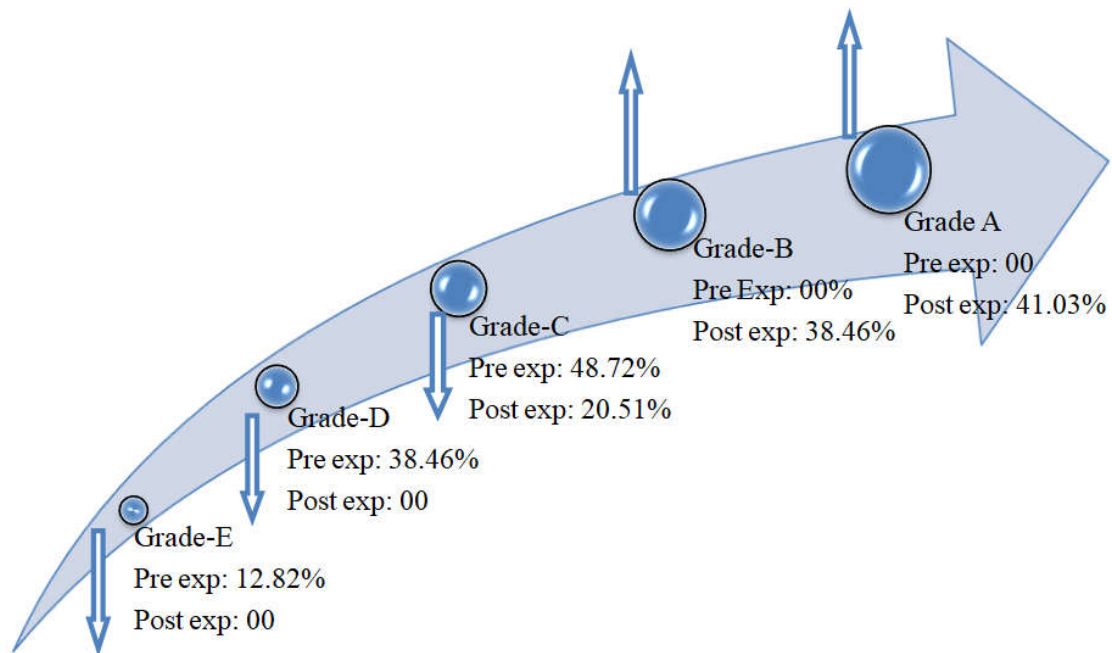 Grade A
Pre exp: 00
Post exp: 41.03%
Grade-B
Pre Exp: 00%
Post exp: 38.46%
Grade-C
Pre exp: 48.72%
Post exp: 20.51%
Grade-D
Pre exp: 38.46%
Post exp: 00
Grade-E
Pre exp: 12.82%
Post exp: 00